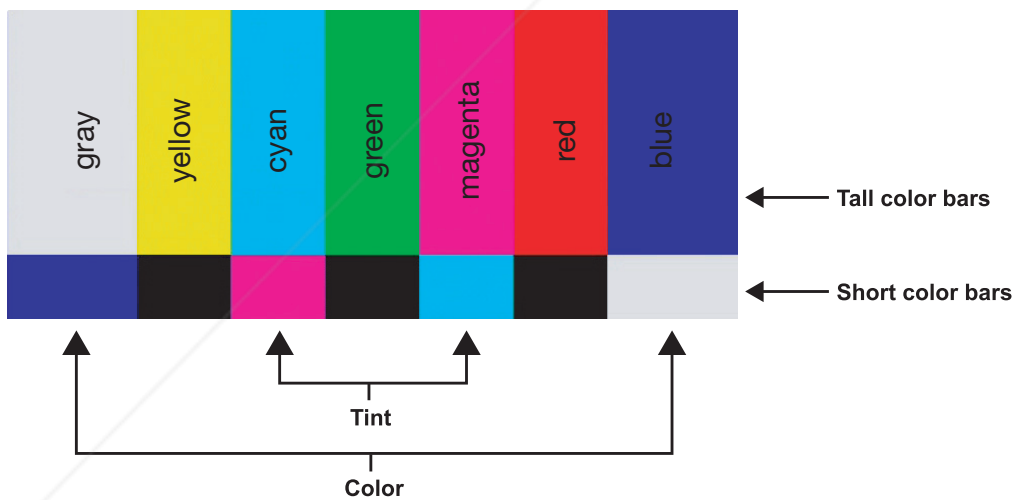 gray
yellow
cyan
green
magenta
red
blue
Tall color bars
Short color bars
Tint
Color